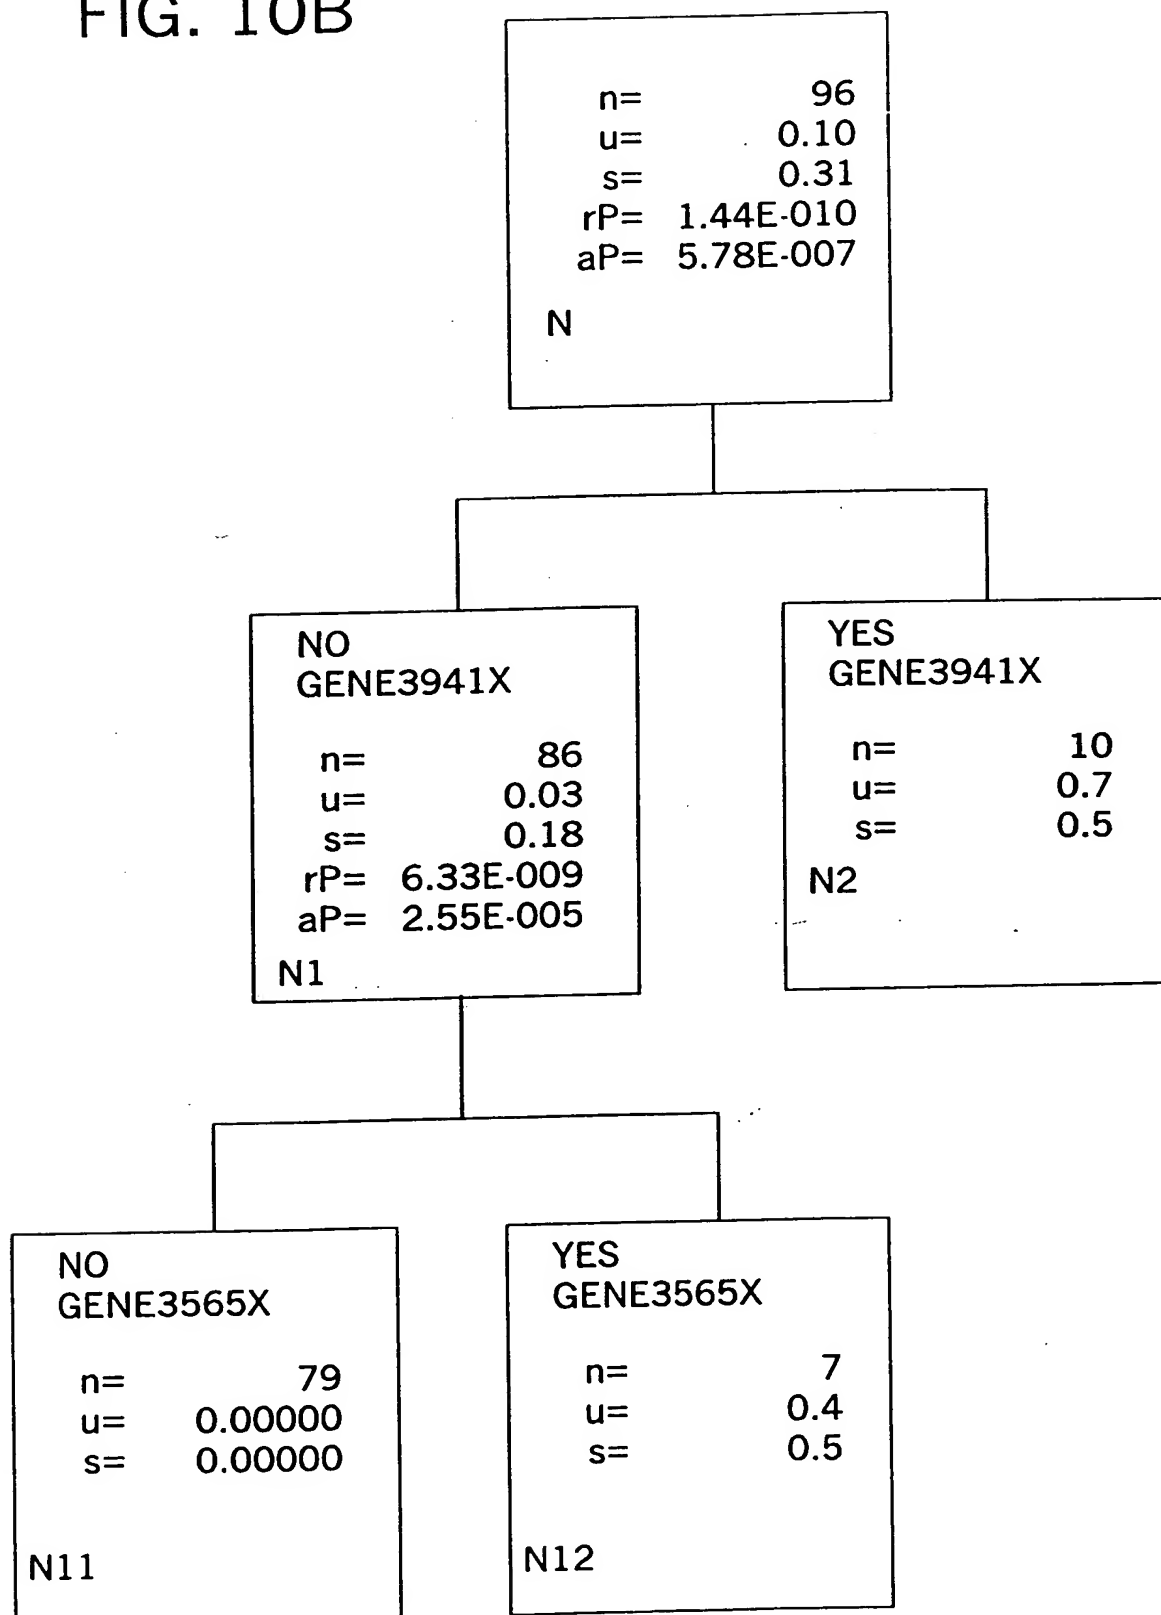 FIG. 10B
n= 96
u= 0.10
s= 0.31
rP= 1.44E-010
aP= 5.78E-007
N
NO
GENE3941X
n= 86
u= 0.03
s= 0.18
rP= 6.33E-009
aP= 2.55E-005
N1
YES
GENE3941X
n= 10
u= 0.7
s= 0.5
N2
NO
GENE3565X
n= 79
u= 0.00000
s= 0.00000
N11
YES
GENE3565X
n= 7
u= 0.4
s= 0.5
N12